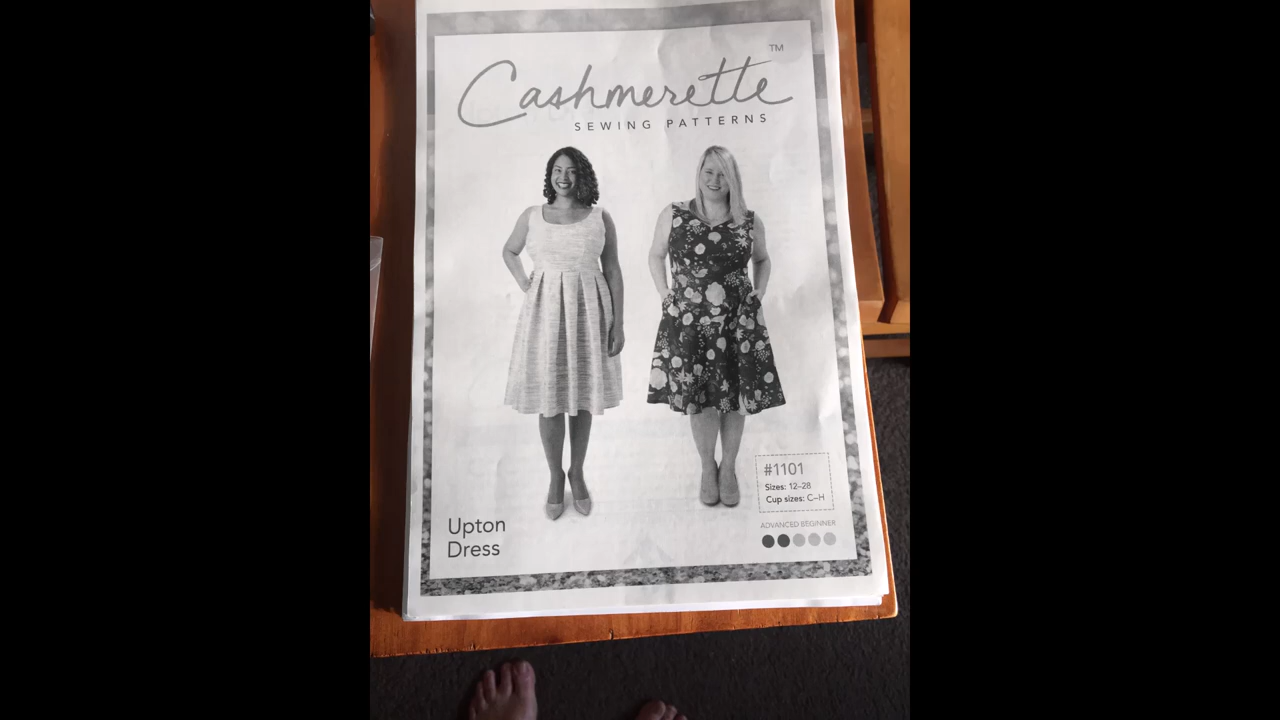 Cashmerette™
SEWING PATTERNS
#1101
Sizes: 12–28
Cup sizes: C–H
ADVANCED BEGINNER
Upton
Dress